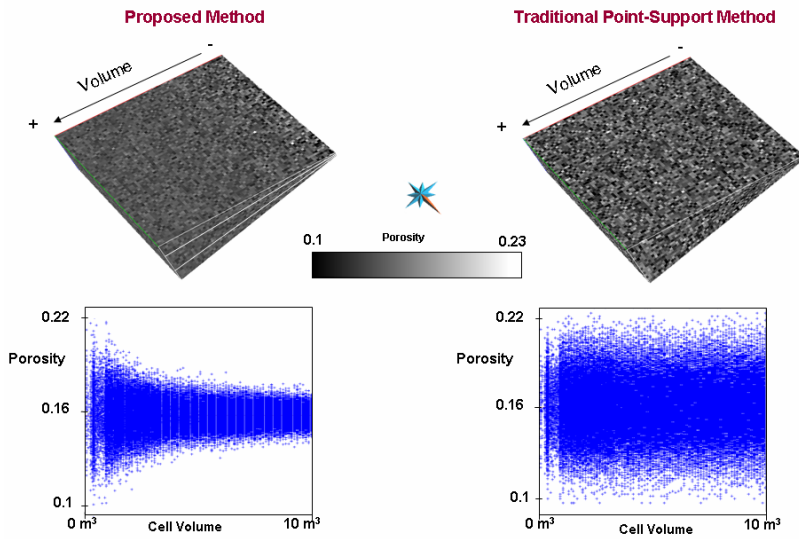 Proposed Method
Traditional Point-Support Method
-
Volume
+
-
Volume
+
Porosity
0.1
0.23
0.22
Porosity
0.16
0.1
0 m³
Cell Volume
10 m³
0.22
Porosity
0.16
0.1
0 m³
Cell Volume
10 m³